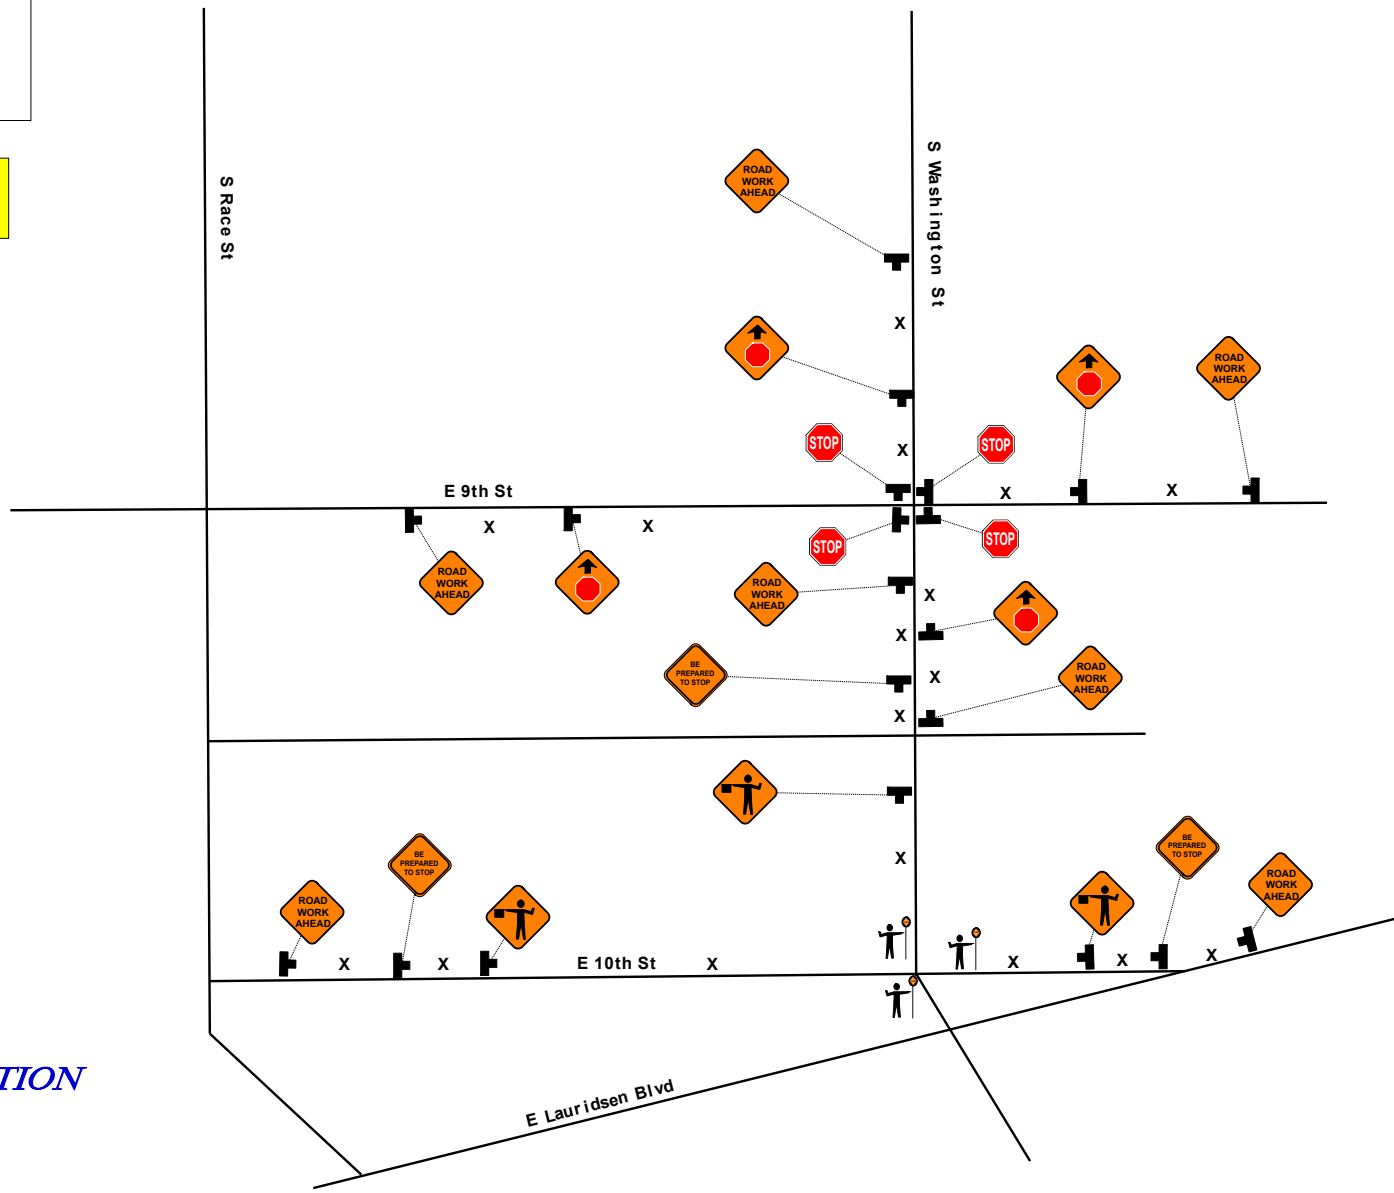 S Race St
S Washington St
ROAD
WORK
AHEAD
X
ROAD
WORK
AHEAD
STOP
X
STOP
E 9th St
X
X
X
X
STOP
STOP
ROAD
WORK
AHEAD
ROAD
WORK
AHEAD
X
X
BE
PREPARED
TO STOP
X
ROAD
WORK
AHEAD
X
BE
PREPARED
TO STOP
X
BE
PREPARED
TO STOP
ROAD
WORK
AHEAD
ROAD
WORK
AHEAD
X
X
E 10th St
X
X
X
X
TION
E Lauridsen Blvd